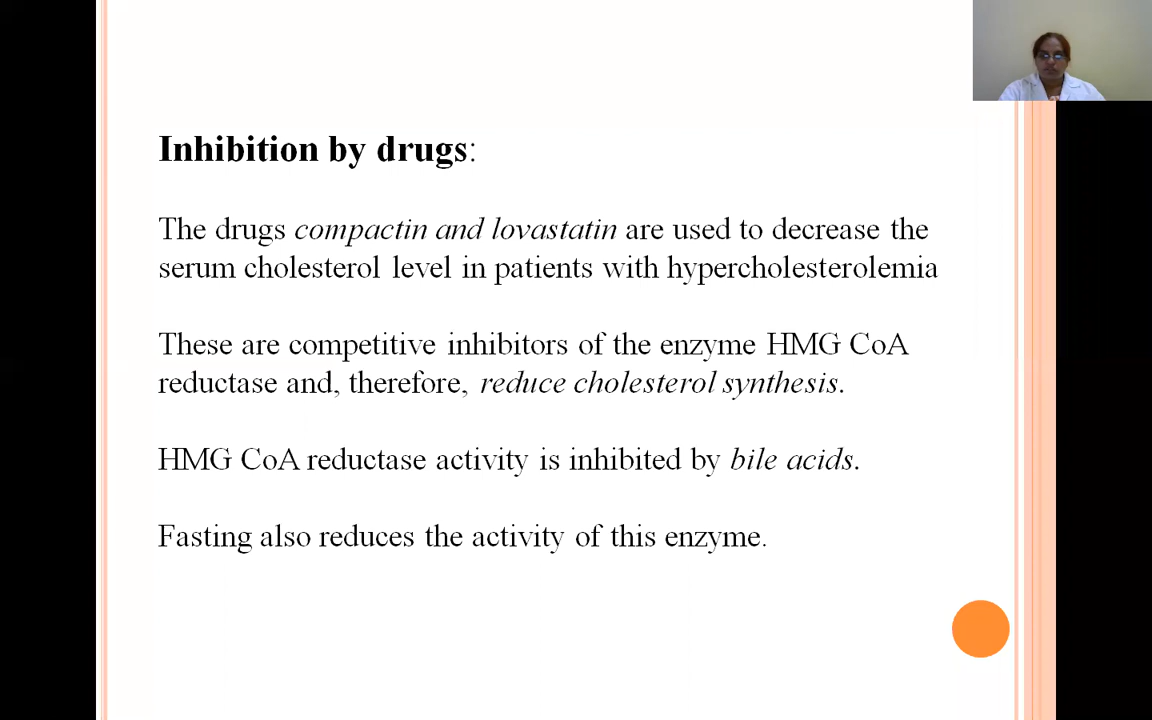 Inhibition by drugs:
The drugs compactin and lovastatin are used to decrease the
serum cholesterol level in patients with hypercholesterolemia
These are competitive inhibitors of the enzyme HMG CoA
reductase and, therefore, reduce cholesterol synthesis.
HMG CoA reductase activity is inhibited by bile acids.
Fasting also reduces the activity of this enzyme.